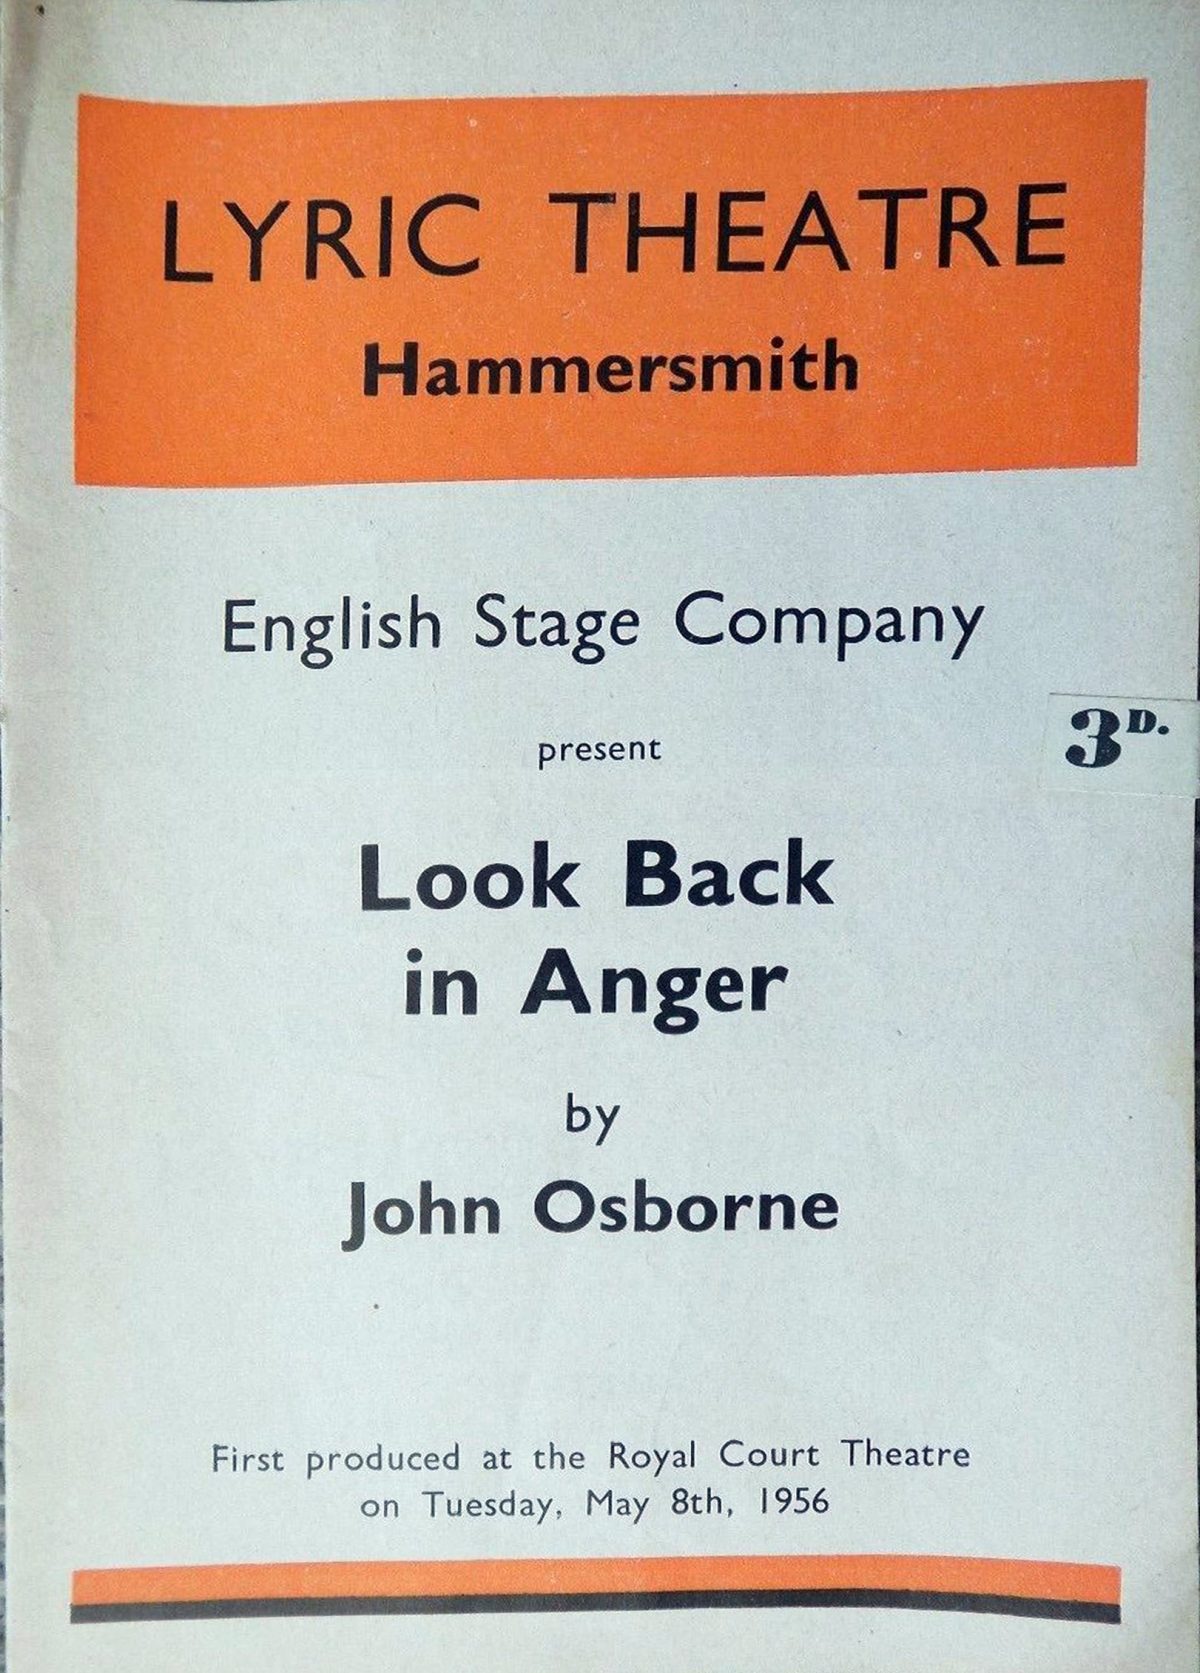 LYRIC THEATRE
Hammersmith
English Stage Company
present
3D.
Look Back
in Anger
by
John Osborne
First produced at the Royal Court Theatre
on Tuesday, May 8th, 1956